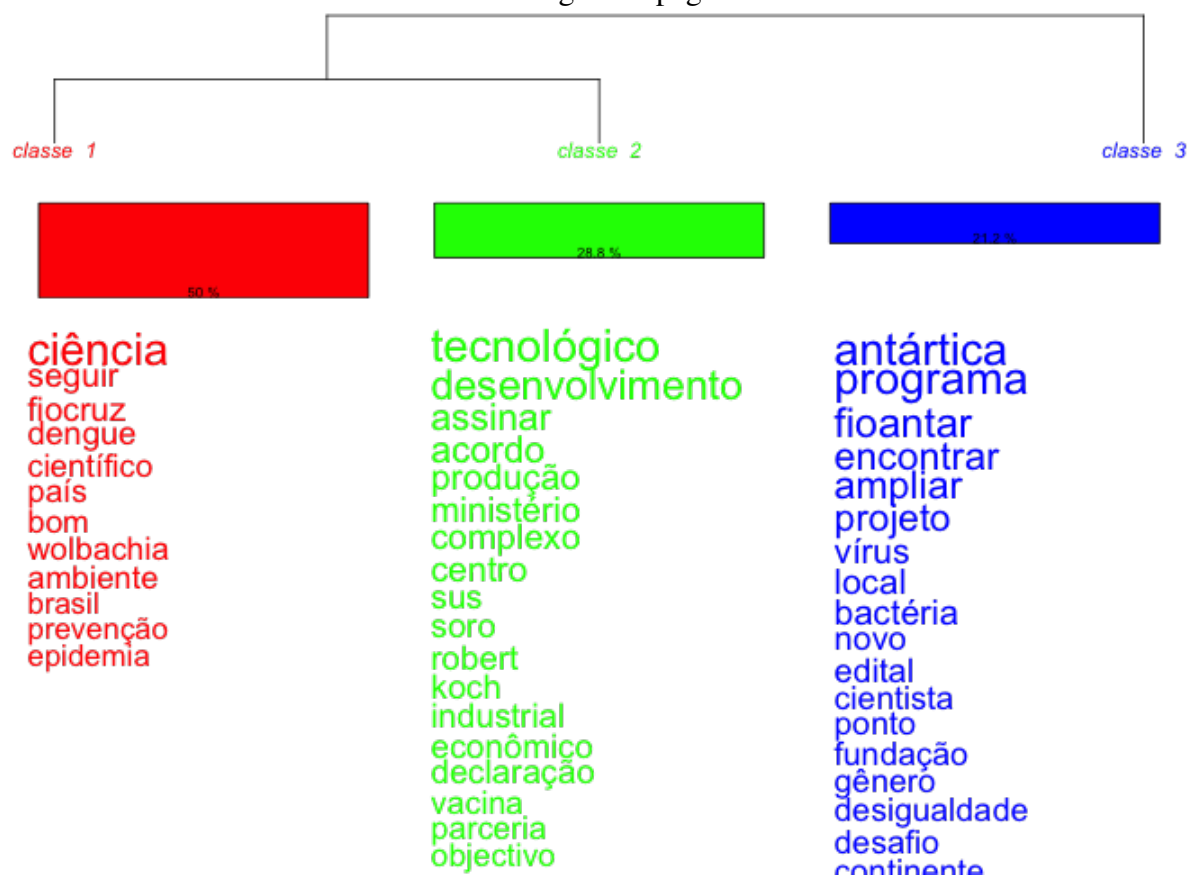 classe 1
classe 2
classe 3
50 %
28.8 %
21.2 %
ciência
seguir
fiocruz
dengue
científico
país
bom
wolbachia
ambiente
brasil
prevenção
epidemia
tecnológico
desenvolvimento
assinar
acordo
produção
ministério
complexo
centro
sus
soro
robert
koch
industrial
econômico
declaração
vacina
parceria
objectivo
antártica
programa
fioantar
encontrar
ampliar
projeto
vírus
local
bactéria
novo
edital
cientista
ponto
fundação
gênero
desigualdade
desafio
continente